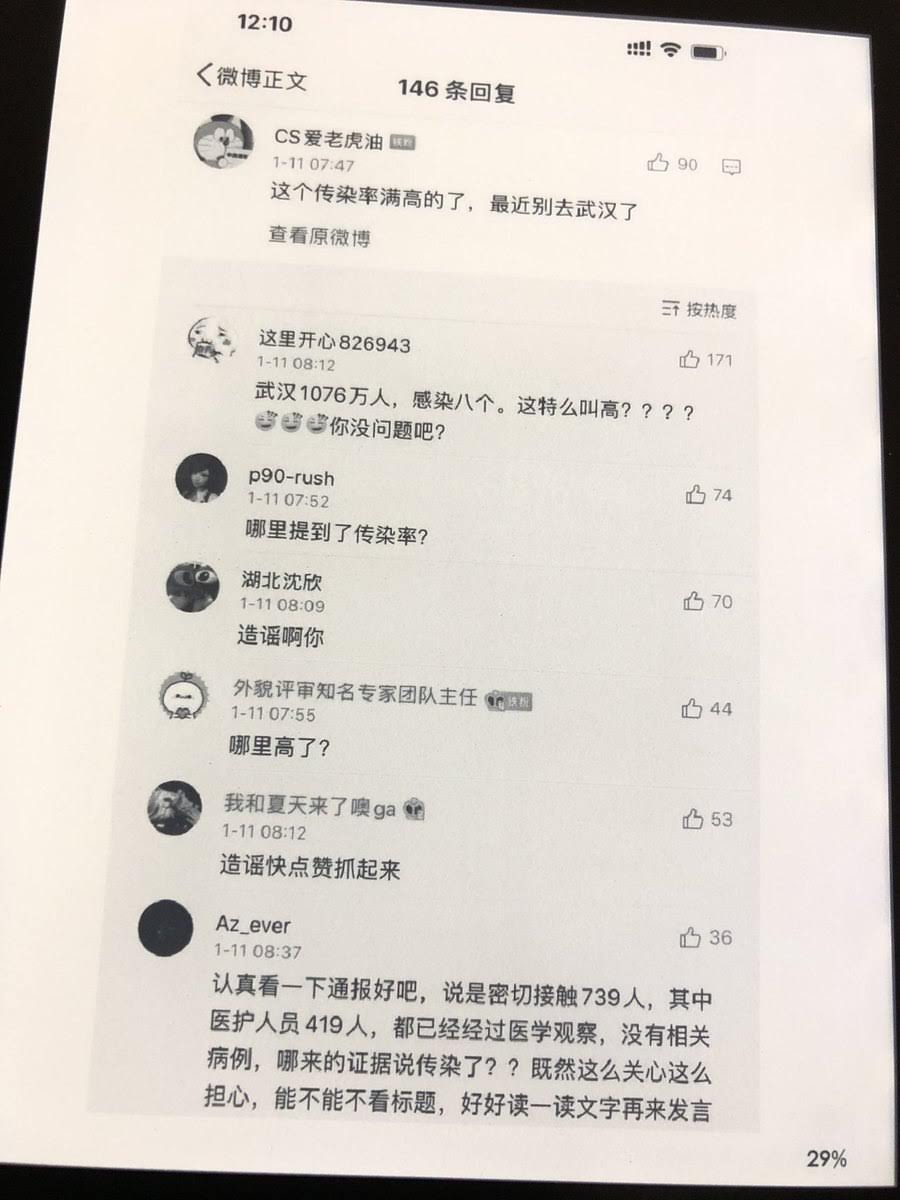 12:10
微博正文
146 条回复
CS爱老虎油 铁粉
1-11 07:47
90
这个传染率满高的了，最近别去武汉了
查看原微博
按热度
这里开心826943
1-11 08:12
171
武汉1076万人，感染八个。这特么叫高？？？？
你没问题吧？
p90-rush
1-11 07:52
74
哪里提到了传染率？
湖北沈欣
1-11 08:09
70
造谣啊你
外貌评审知名专家团队主任 铁粉
1-11 07:55
44
哪里高了？
我和夏天来了噢ga
1-11 08:12
53
造谣快点赞抓起来
Az_ever
1-11 08:37
36
认真看一下通报好吧，说是密切接触739人，其中
医护人员419人，都已经经过医学观察，没有相关
病例，哪来的证据说传染了？？既然这么关心这么
担心，能不能不看标题，好好读一读文字再来发言
29%